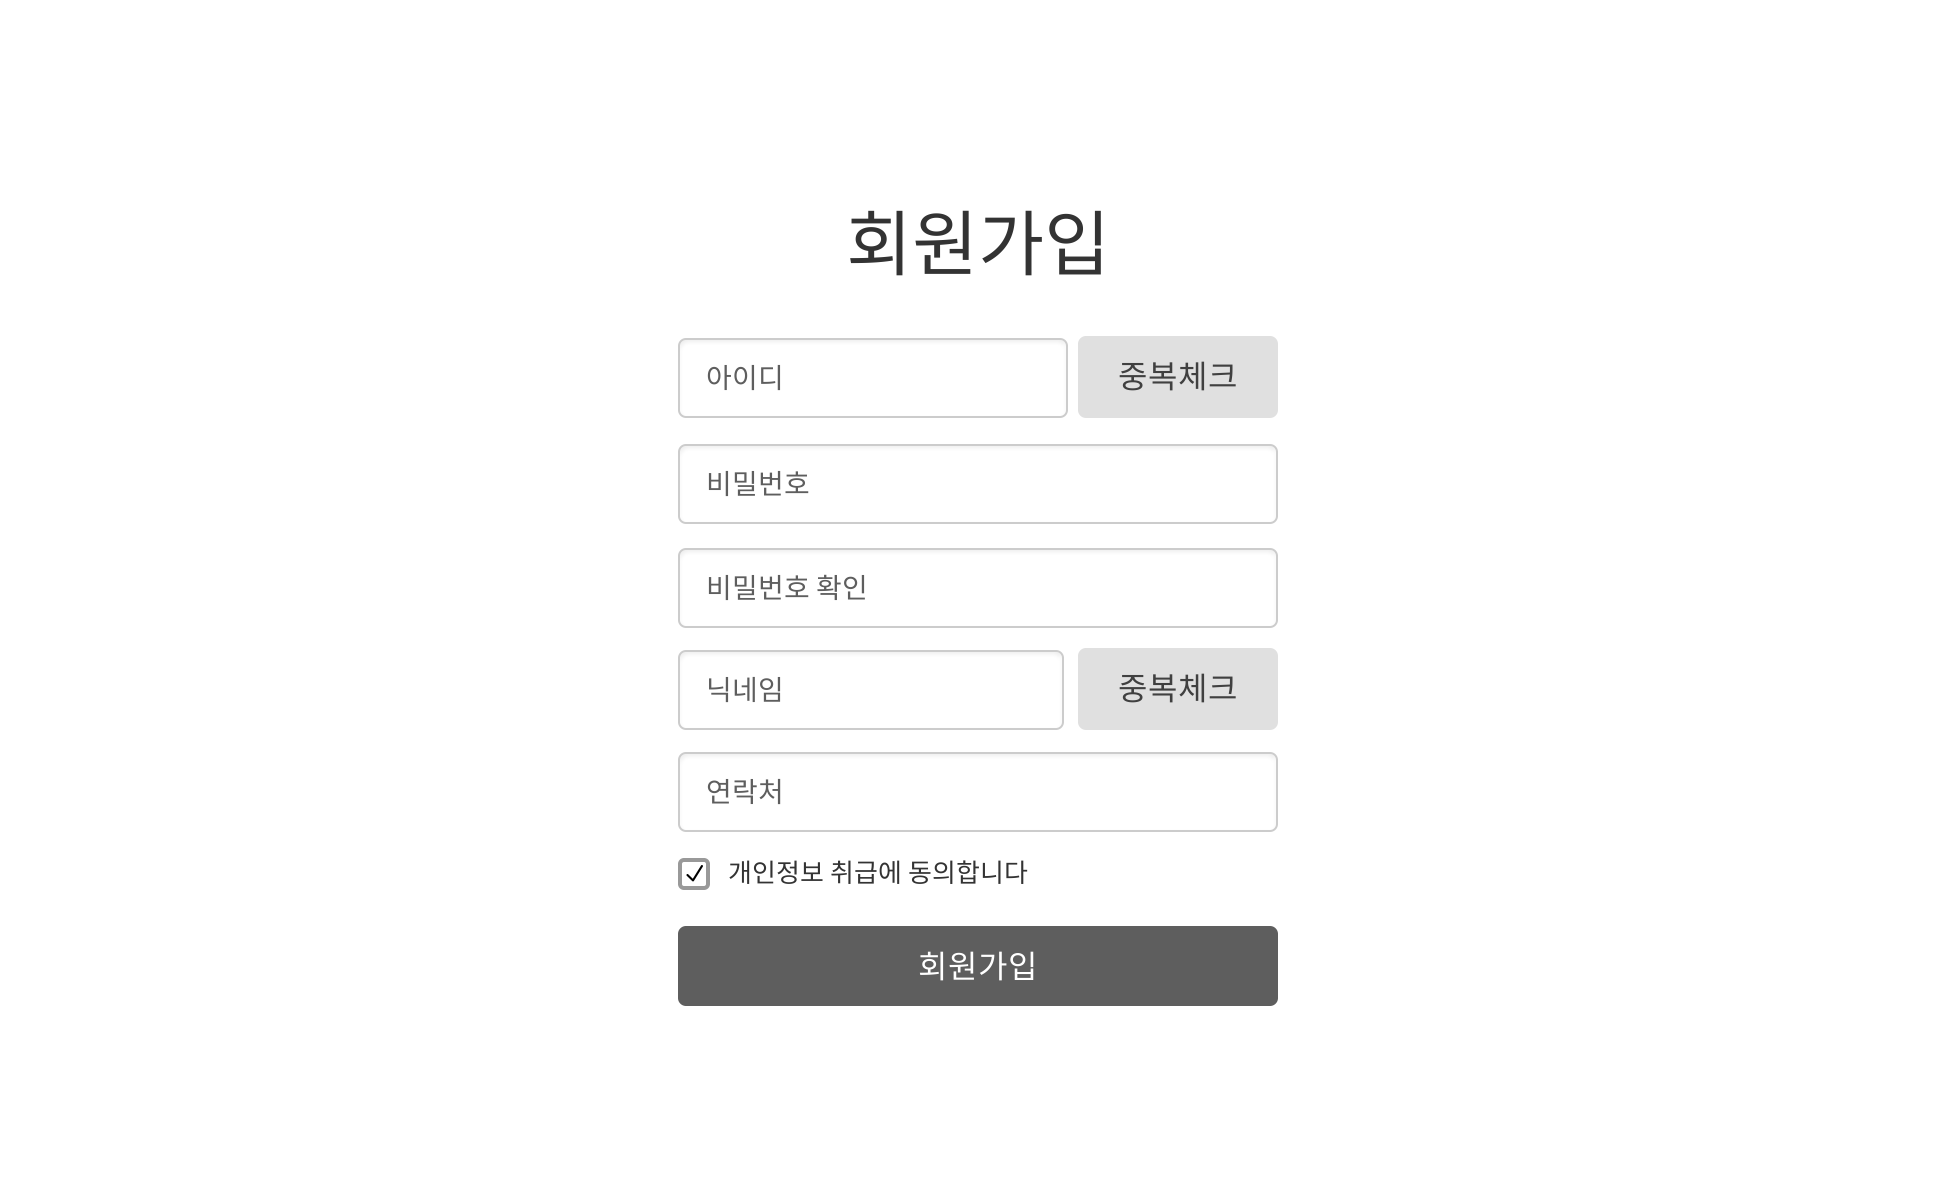 회원가입
아이디 중복체크
비밀번호
비밀번호 확인
닉네임 중복체크
연락처
개인정보 취급에 동의합니다
회원가입